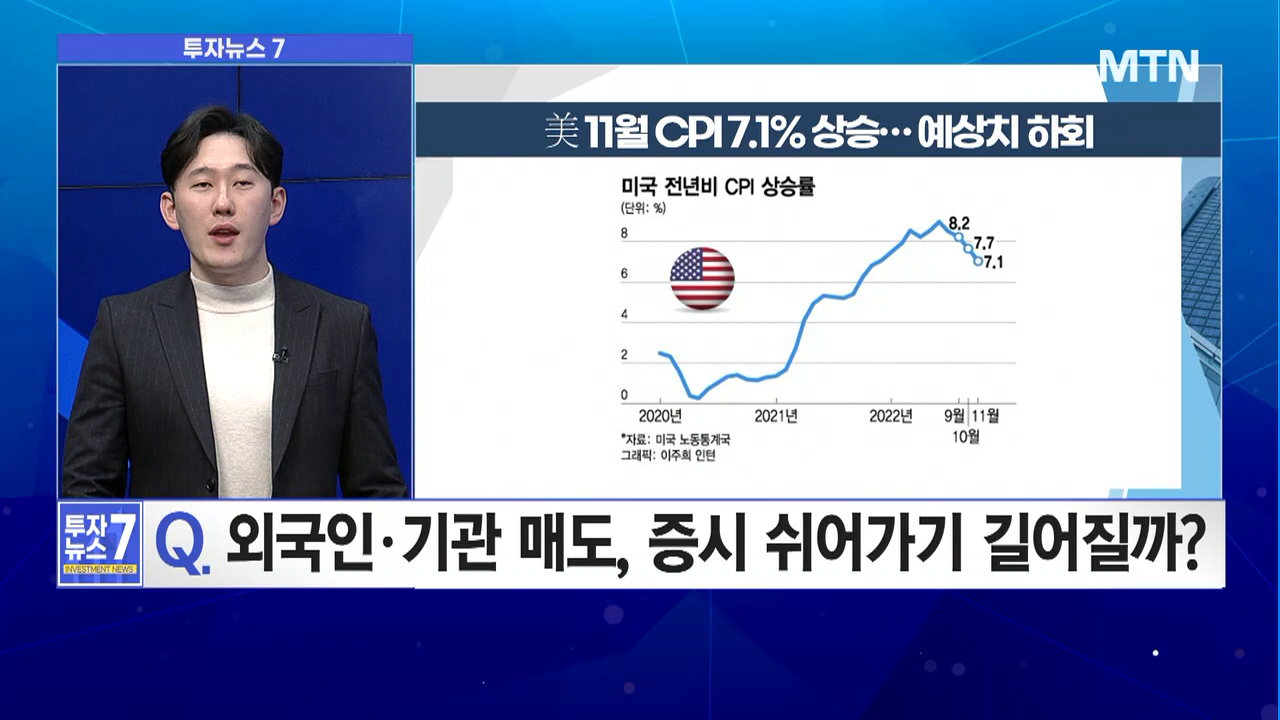 투자뉴스 7
MTN
美 11월 CPI 7.1% 상승… 예상치 하회
미국 전년비 CPI 상승률
(단위: %)
8
6
4
2
0
8.2
7.7
7.1
2020년
2021년
2022년
9월
11월
10월
*자료: 미국 노동통계국
그래픽: 이주희 인턴
투자
뉴스 7
INVESTMENT NEWS
Q. 외국인·기관 매도, 증시 쉬어가기 길어질까?